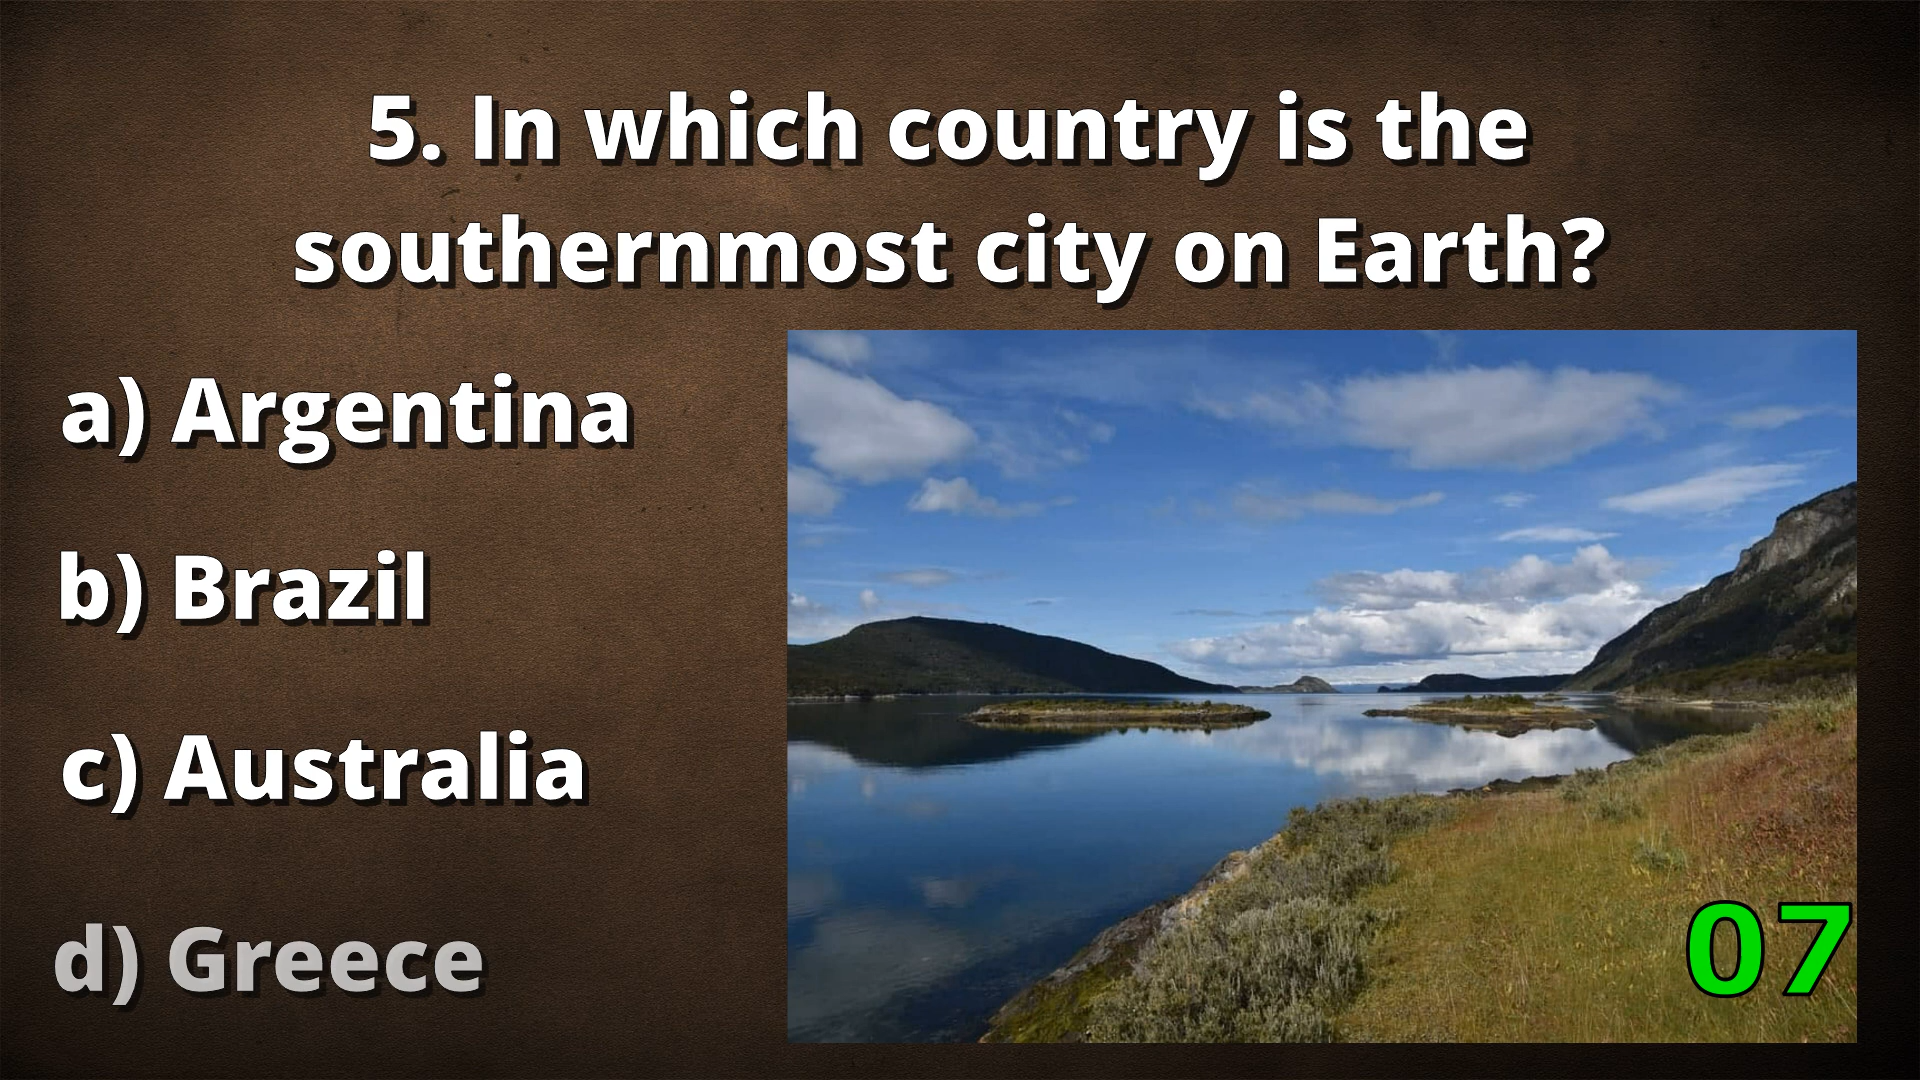 5. In which country is the
southernmost city on Earth?
a) Argentina
b) Brazil
c) Australia
d) Greece
07